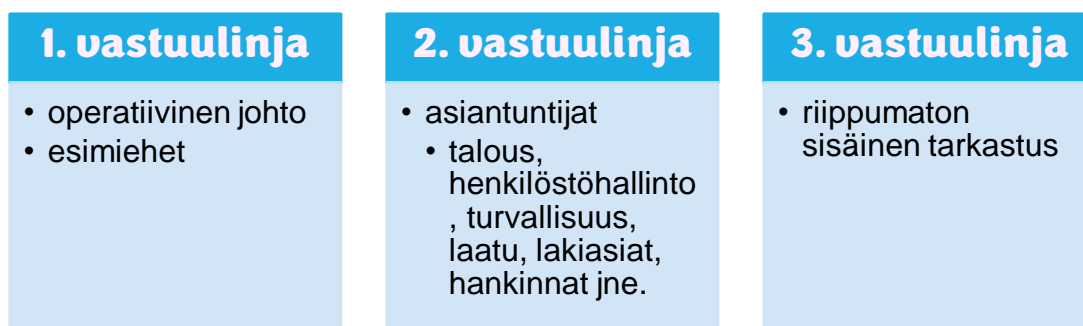 1. vastuulinja
• operatiivinen johto
• esimiehet
2. vastuulinja
• asiantuntijat
• talous,
henkilöstöhallinto
, turvallisuus,
laatu, lakiasiat,
hankinnat jne.
3. vastuulinja
• riippumaton
sisäinen tarkastus